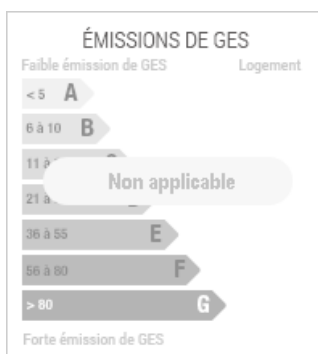 ÉMISSIONS DE GES
Faible émission de GES Logement
< 5 A
6 à 10 B
11 à
Non applicable
21 à
36 à 55 E
56 à 80 F
> 80 G
Forte émission de GES